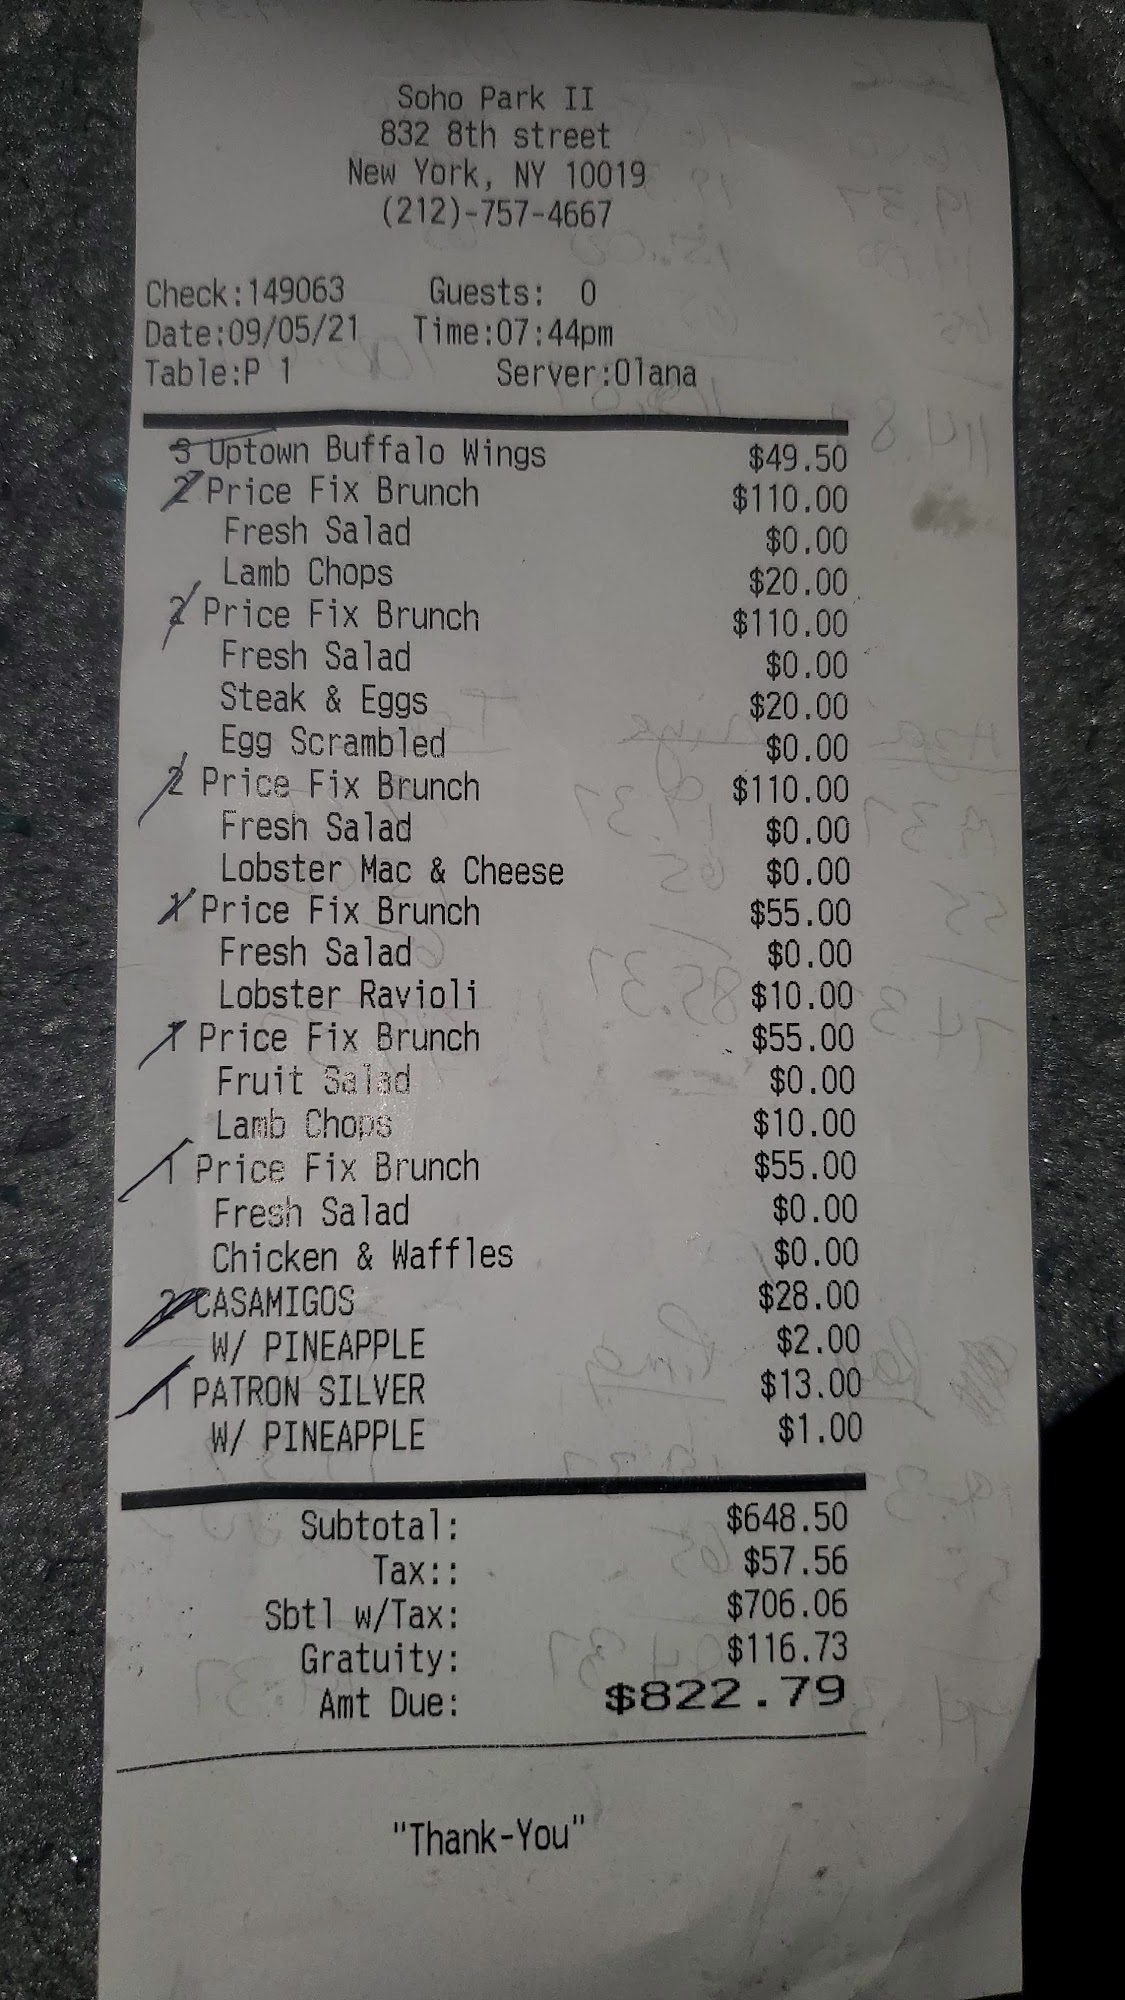 Soho Park II
832 8th street
New York, NY 10019
(212)-757-4667
Check:149063 Guests: 0
Date:09/05/21 Time:07:44pm
Table:P 1 Server:Olana
3 Uptown Buffalo Wings $49.50
2 Price Fix Brunch $110.00
Fresh Salad $0.00
Lamb Chops $20.00
2 Price Fix Brunch $110.00
Fresh Salad $0.00
Steak & Eggs $20.00
Egg Scrambled $0.00
2 Price Fix Brunch $110.00
Fresh Salad $0.00
Lobster Mac & Cheese $0.00
1 Price Fix Brunch $55.00
Fresh Salad $0.00
Lobster Ravioli $10.00
1 Price Fix Brunch $55.00
Fruit Salad $0.00
Lamb Chops $10.00
1 Price Fix Brunch $55.00
Fresh Salad $0.00
Chicken & Waffles $0.00
2 CASAMIGOS $28.00
W/ PINEAPPLE $2.00
1 PATRON SILVER $13.00
W/ PINEAPPLE $1.00
Subtotal: $648.50
Tax:: $57.56
Sbtl w/Tax: $706.06
Gratuity: $116.73
Amt Due: $822.79
"Thank-You"